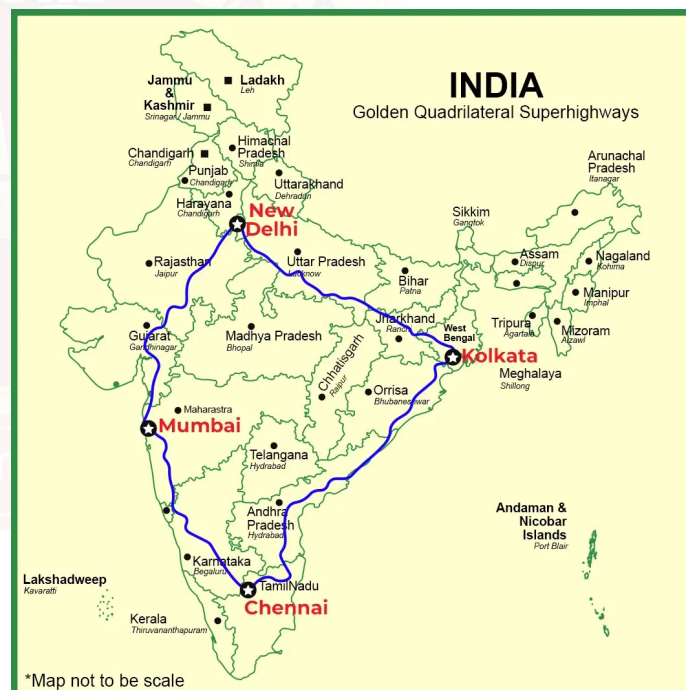 INDIA
Golden Quadrilateral Superhighways
Jammu
&
Kashmir
Srinagar / Jammu
Ladakh
Leh
Chandigarh
Chandigarh
Himachal
Pradesh
Shimla
Punjab
Chandigarh
Uttarakhand
Dehradun
Harayana
Chandigarh
New
Delhi
Arunachal
Pradesh
Itanagar
Sikkim
Gangtok
Rajasthan
Jaipur
Uttar Pradesh
Lucknow
Bihar
Patna
Assam
Dispur
Nagaland
Kohima
Manipur
Imphal
Gujarat
Gandhinagar
Madhya Pradesh
Bhopal
Jharkhand
Ranchi
West
Bengal
Tripura
Agartala
Mizoram
Aizawl
Kolkata
Meghalaya
Shillong
Chhatisgarh
Raipur
Orrisa
Bhubaneshwar
Maharastra
Mumbai
Telangana
Hydrabad
Andhra
Pradesh
Hydrabad
Andaman &
Nicobar
Islands
Port Blair
Karnataka
Begaluru
Lakshadweep
Kavaratti
TamilNadu
Chennai
Kerala
Thiruvananthapuram
*Map not to be scale